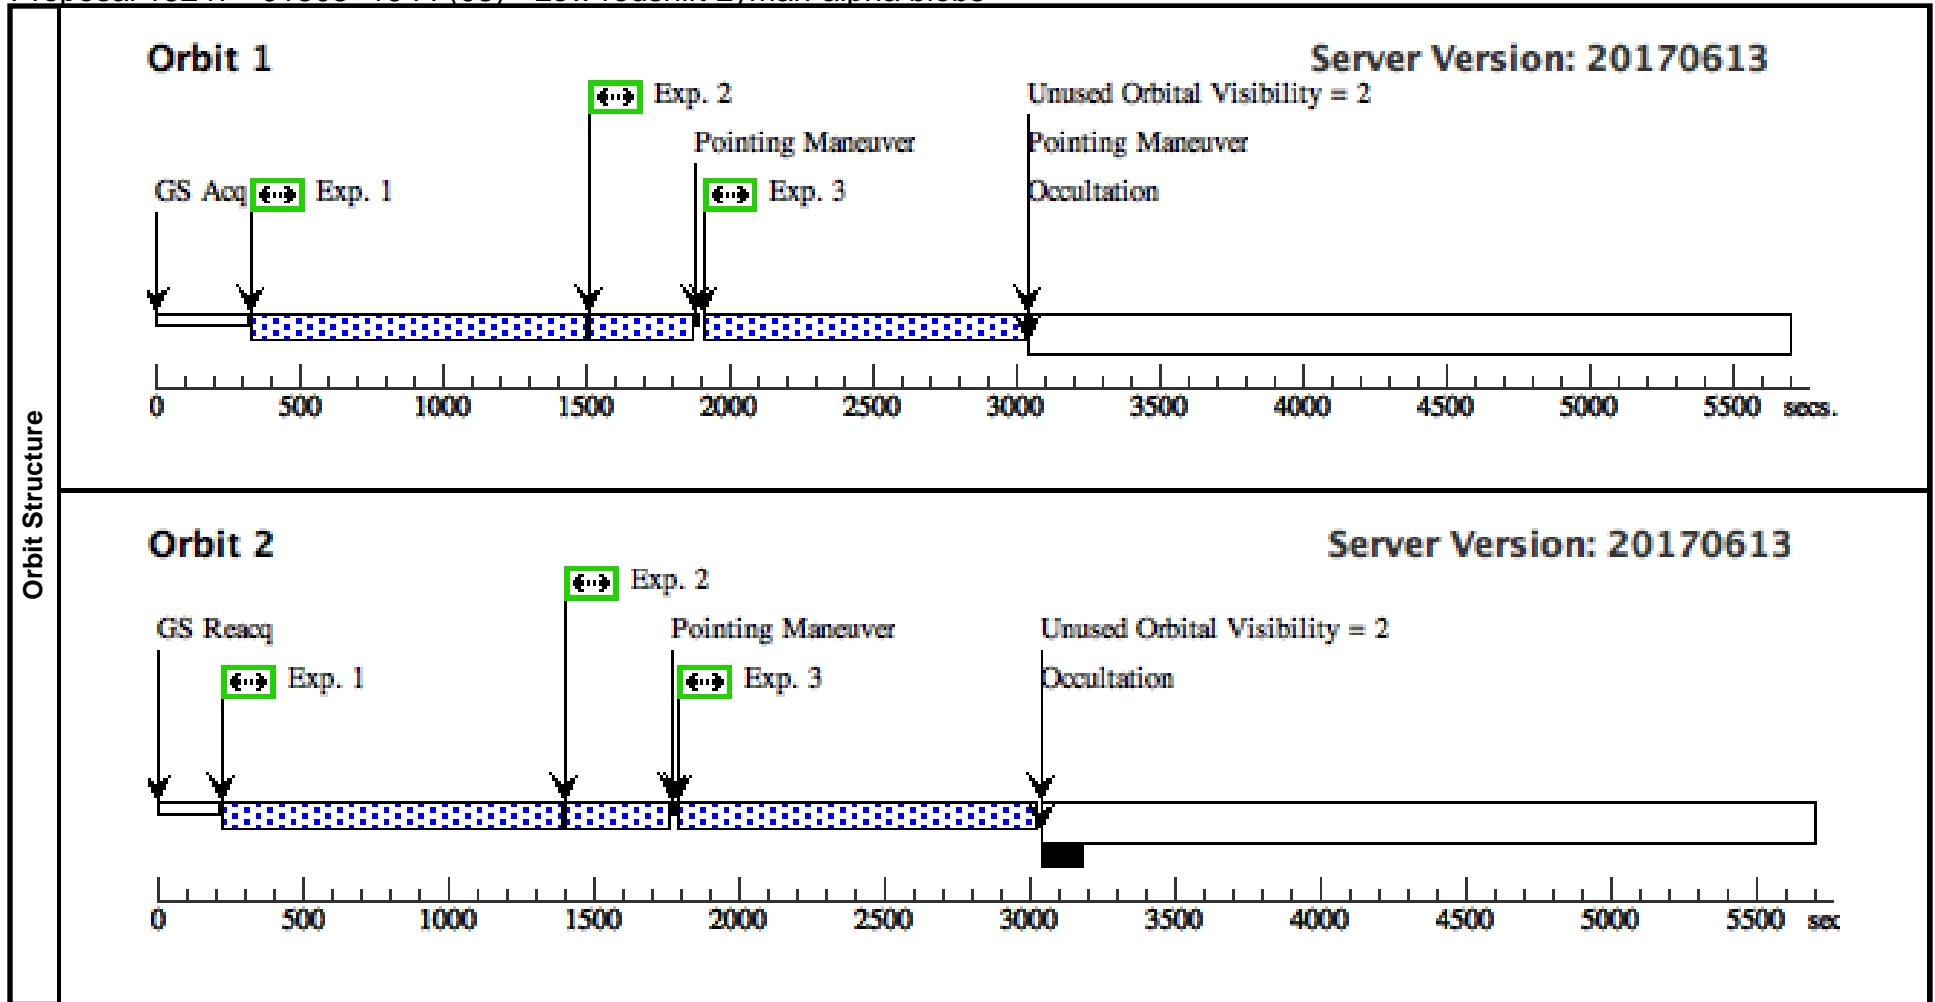 Orbit Structure
Orbit 1
Server Version: 20170613
Exp. 2
Unused Orbital Visibility = 2
Pointing Maneuver
Pointing Maneuver
GS Acq
Exp. 1
Exp. 3
Occultation
0 500 1000 1500 2000 2500 3000 3500 4000 4500 5000 5500 secs.
Orbit 2
Server Version: 20170613
Exp. 2
GS Reacq
Pointing Maneuver
Unused Orbital Visibility = 2
Exp. 1
Exp. 3
Occultation
0 500 1000 1500 2000 2500 3000 3500 4000 4500 5000 5500 sec